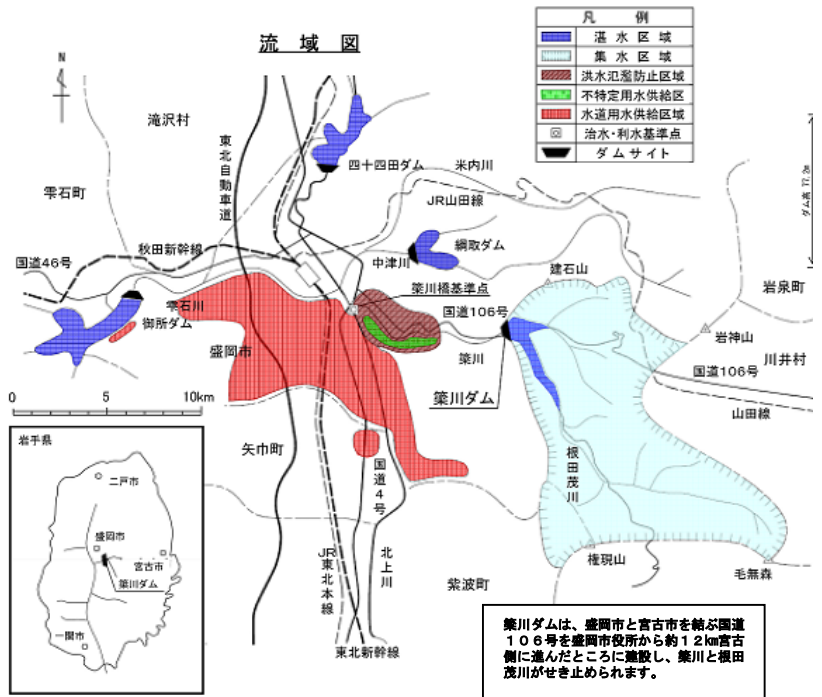 流域図
凡例
湛水区域
集水区域
洪水氾濫防止区域
不特定用水供給区
水道用水供給区域
治水・利水基準点
ダムサイト
ダム高 77.2m
N
滝沢村
東北自動車道
四十四田ダム
米内川
JR山田線
雫石町
秋田新幹線
国道46号
中津川
綱取ダム
建石山
簗川橋基準点
国道106号
岩泉町
雫石川
御所ダム
盛岡市
簗川
岩神山
川井村
国道106号
簗川ダム
山田線
0 5 10km
矢巾町
国道4号
根田茂川
岩手県
二戸市
盛岡市
宮古市
簗川ダム
一関市
JR東北本線
北上川
紫波町
権現山
毛無森
東北新幹線
簗川ダムは、盛岡市と宮古市を結ぶ国道
106号を盛岡市役所から約12km宮古
側に進んだところに建設し、簗川と根田
茂川がせき止められます。